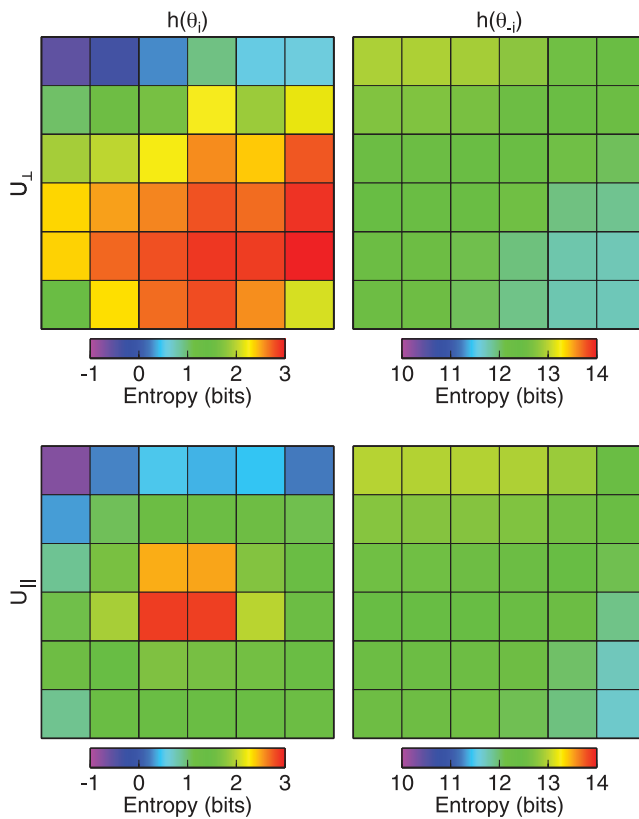 h(θi) h(θ-i)
U⊥
-1 0 1 2 3 10 11 12 13 14
Entropy (bits) Entropy (bits)
U||
-1 0 1 2 3 10 11 12 13 14
Entropy (bits) Entropy (bits)